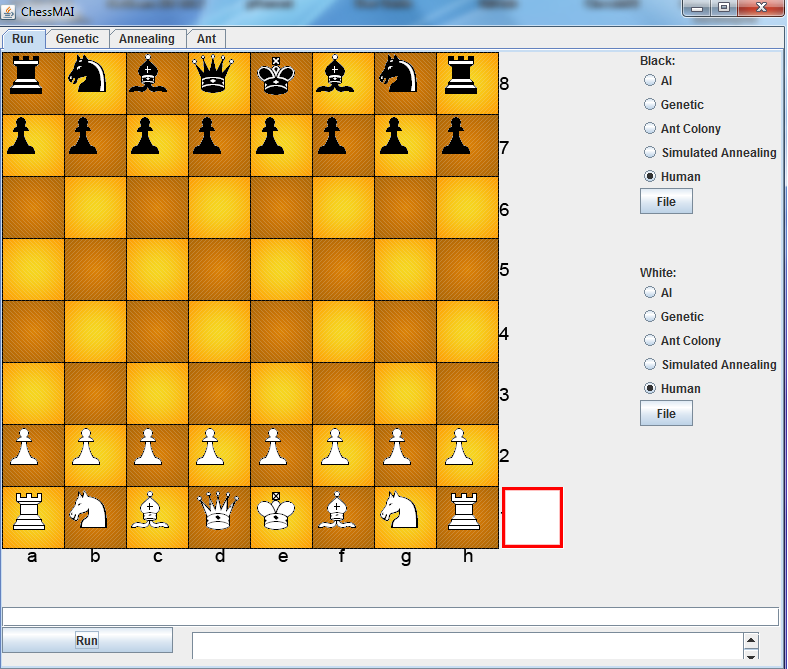 ChessMAI
Run Genetic Annealing Ant
Black:
AI
Genetic
Ant Colony
Simulated Annealing
Human
File
White:
AI
Genetic
Ant Colony
Simulated Annealing
Human
File
8
7
6
5
4
3
2
a b c d e f g h
Run